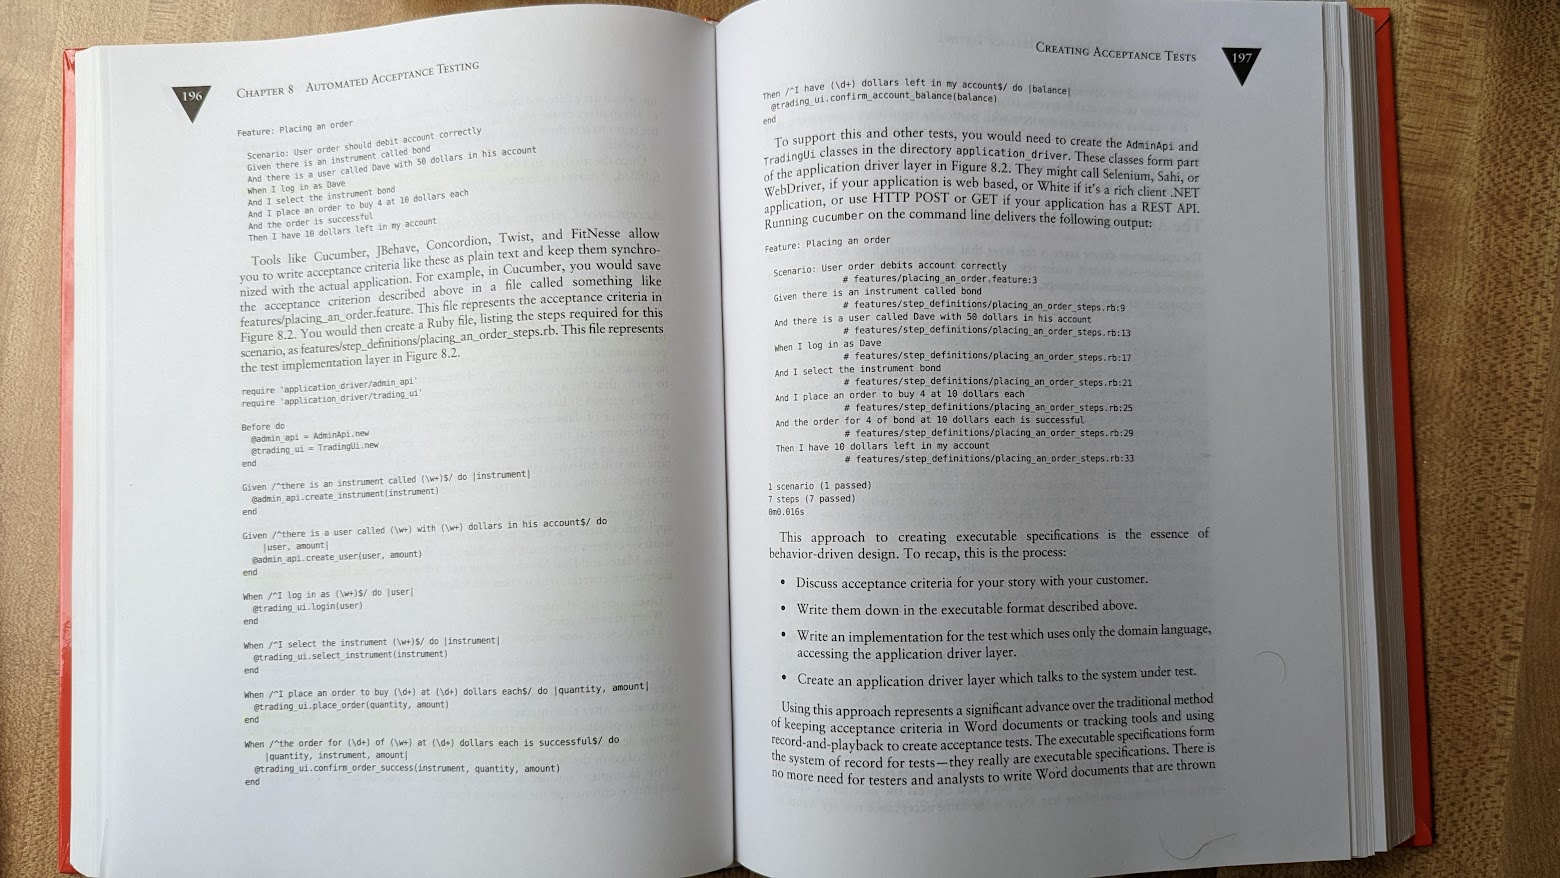 196
CHAPTER 8 AUTOMATED ACCEPTANCE TESTING
Feature: Placing an order
Scenario: User order should debit account correctly
Given there is an instrument called bond
And there is a user called Dave with 50 dollars in his account
When I log in as Dave
And I select the instrument bond
And I place an order to buy 4 at 10 dollars each
And the order is successful
Then I have 10 dollars left in my account
Tools like Cucumber, JBehave, Concordion, Twist, and FitNesse allow
you to write acceptance criteria like these as plain text and keep them synchro-
nized with the actual application. For example, in Cucumber, you would save
the acceptance criterion described above in a file called something like
features/placing_an_order.feature. This file represents the acceptance criteria in
Figure 8.2. You would then create a Ruby file, listing the steps required for this
scenario, as features/step_definitions/placing_an_order_steps.rb. This file represents
the test implementation layer in Figure 8.2.
require 'application_driver/admin_api'
require 'application_driver/trading_ui'
Before do
@admin_api = AdminApi.new
@trading_ui = TradingUi.new
end
Given /^there is an instrument called (\w+)$/ do |instrument|
@admin_api.create_instrument(instrument)
end
Given /^there is a user called (\w+) with (\w+) dollars in his account$/ do
|user, amount|
@admin_api.create_user(user, amount)
end
When /^I log in as (\w+)$/ do |user|
@trading_ui.login(user)
end
When /^I select the instrument (\w+)$/ do |instrument|
@trading_ui.select_instrument(instrument)
end
When /^I place an order to buy (\d+) at (\d+) dollars each$/ do |quantity, amount|
@trading_ui.place_order(quantity, amount)
end
When /^the order for (\d+) of (\w+) at (\d+) dollars each is successful$/ do
|quantity, instrument, amount|
@trading_ui.confirm_order_success(instrument, quantity, amount)
end
CREATING ACCEPTANCE TESTS
197
Then /^I have (\d+) dollars left in my account$/ do |balance|
@trading_ui.confirm_account_balance(balance)
end
To support this and other tests, you would need to create the AdminApi and
TradingUi classes in the directory application_driver. These classes form part
of the application driver layer in Figure 8.2. They might call Selenium, Sahi, or
WebDriver, if your application is web based, or White if it's a rich client .NET
application, or use HTTP POST or GET if your application has a REST API.
Running cucumber on the command line delivers the following output:
Feature: Placing an order
Scenario: User order debits account correctly
# features/placing_an_order.feature:3
Given there is an instrument called bond
# features/step_definitions/placing_an_order_steps.rb:9
And there is a user called Dave with 50 dollars in his account
# features/step_definitions/placing_an_order_steps.rb:13
When I log in as Dave
# features/step_definitions/placing_an_order_steps.rb:17
And I select the instrument bond
# features/step_definitions/placing_an_order_steps.rb:21
And I place an order to buy 4 at 10 dollars each
# features/step_definitions/placing_an_order_steps.rb:25
And the order for 4 of bond at 10 dollars each is successful
# features/step_definitions/placing_an_order_steps.rb:29
Then I have 10 dollars left in my account
# features/step_definitions/placing_an_order_steps.rb:33
1 scenario (1 passed)
7 steps (7 passed)
0m0.016s
This approach to creating executable specifications is the essence of
behavior-driven design. To recap, this is the process:
• Discuss acceptance criteria for your story with your customer.
• Write them down in the executable format described above.
• Write an implementation for the test which uses only the domain language,
accessing the application driver layer.
• Create an application driver layer which talks to the system under test.
Using this approach represents a significant advance over the traditional method
of keeping acceptance criteria in Word documents or tracking tools and using
record-and-playback to create acceptance tests. The executable specifications form
the system of record for tests—they really are executable specifications. There is
no more need for testers and analysts to write Word documents that are thrown